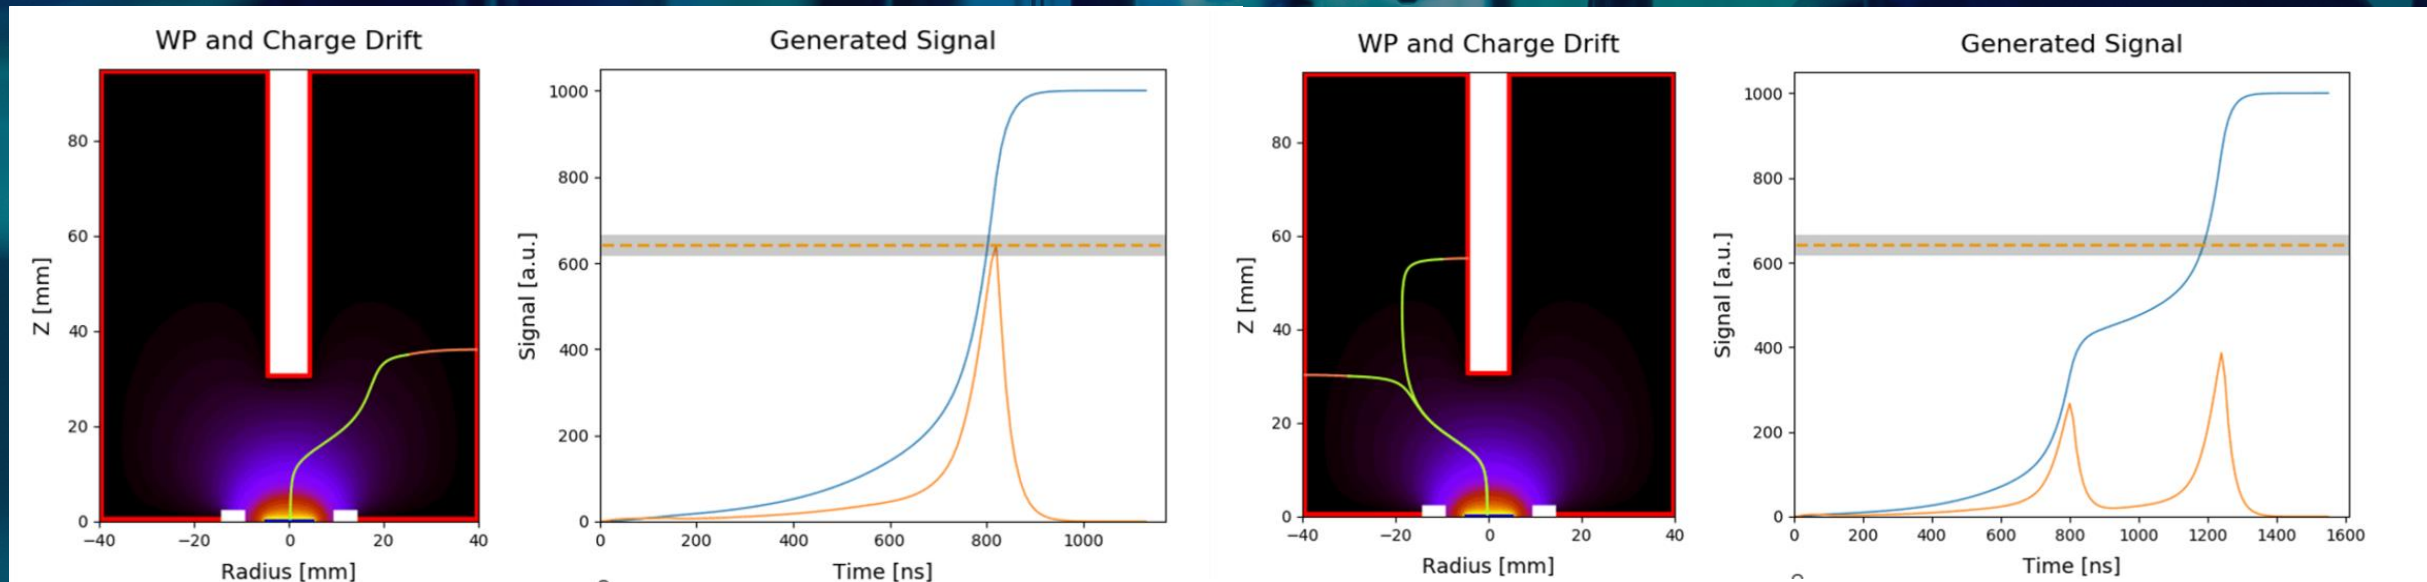 WP and Charge Drift
Z [mm]
80
60
40
20
0
−40 −20 0 20 40
Radius [mm]
Generated Signal
Signal [a.u.]
1000
800
600
400
200
0
0 200 400 600 800 1000
Time [ns]
WP and Charge Drift
Z [mm]
80
60
40
20
0
−40 −20 0 20 40
Radius [mm]
Generated Signal
Signal [a.u.]
1000
800
600
400
200
0
0 200 400 600 800 1000 1200 1400 1600
Time [ns]